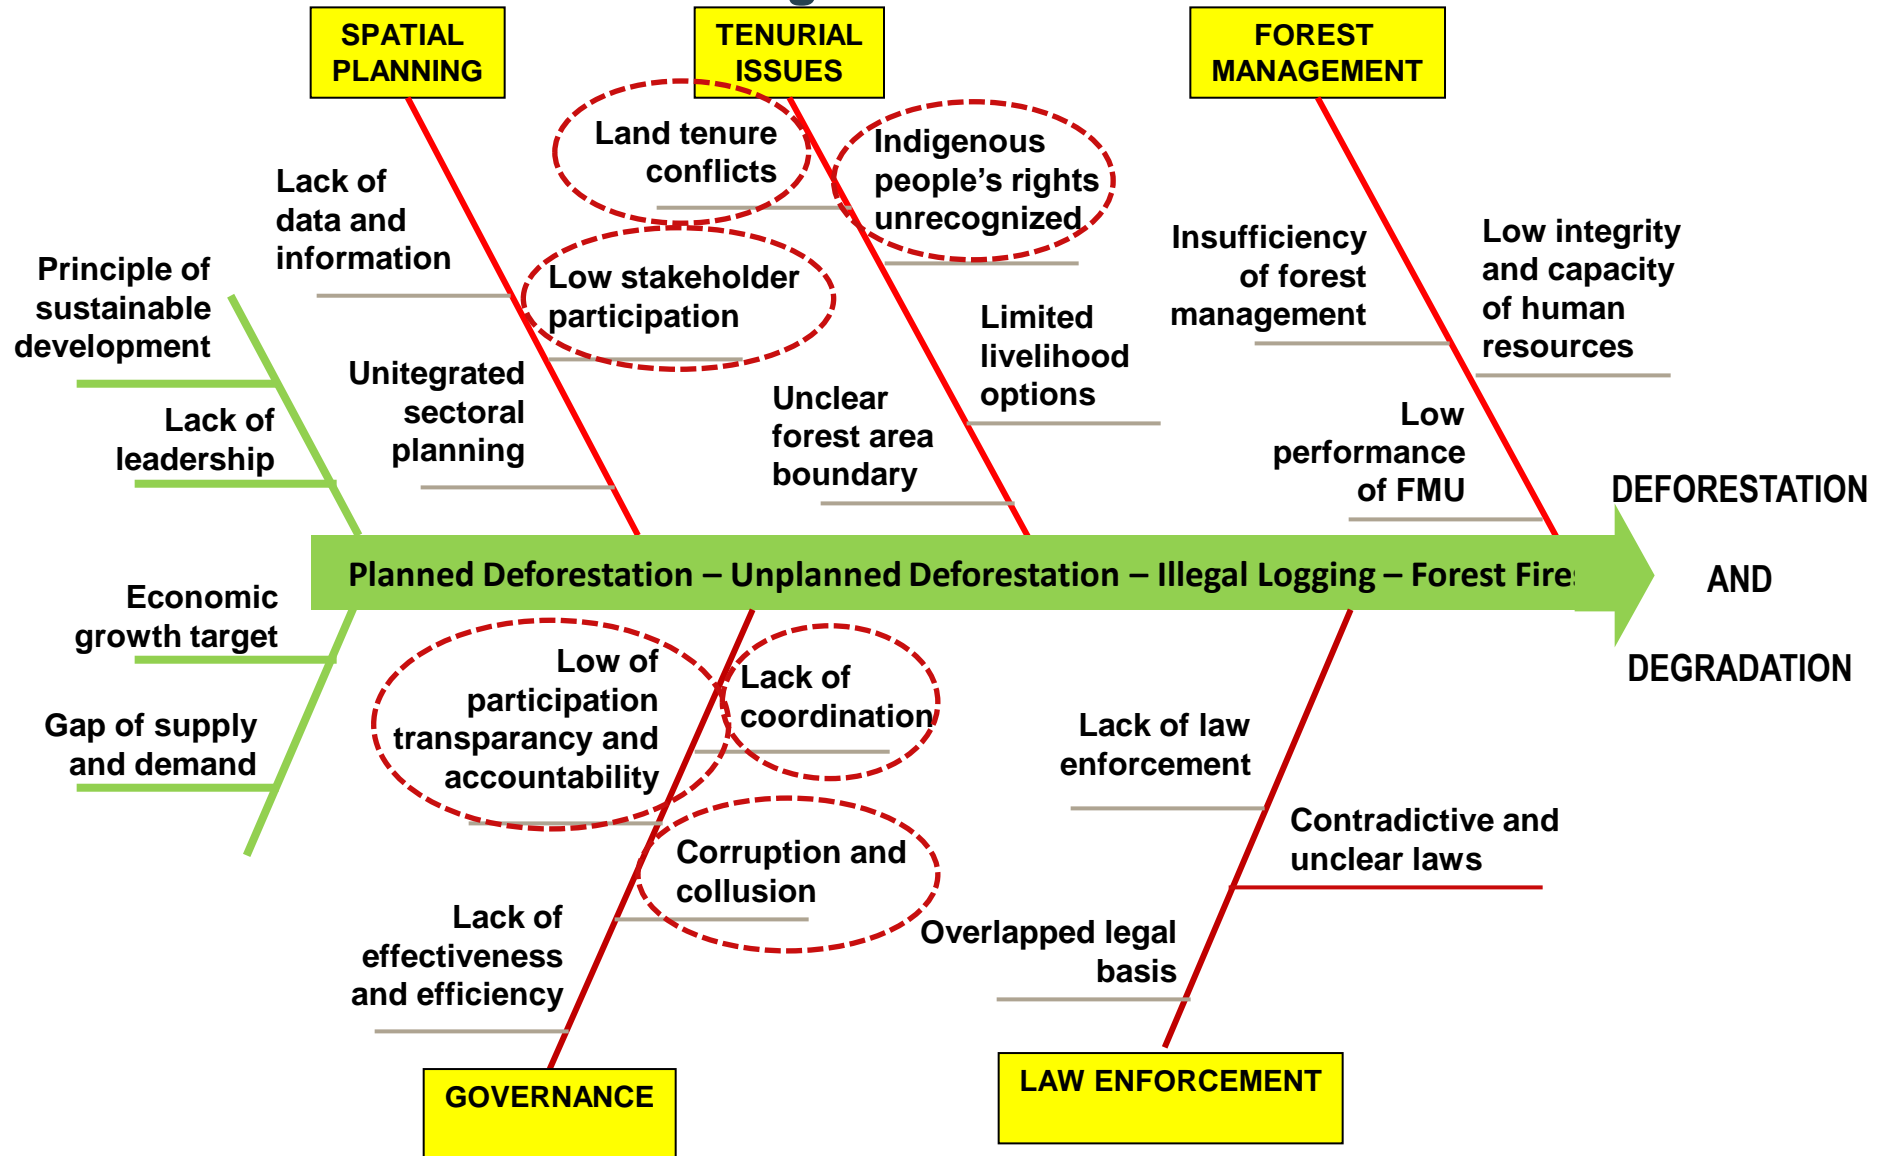 SPATIAL
PLANNING
TENURIAL
ISSUES
FOREST
MANAGEMENT
Land tenure
conflicts
Indigenous
people’s rights
unrecognized
Lack of
data and
information
Low stakeholder
participation
Insufficiency
of forest
management
Low integrity
and capacity
of human
resources
Principle of
sustainable
development
Limited
livelihood
options
Unitegrated
sectoral
planning
Unclear
forest area
boundary
Lack of
leadership
Low
performance
of FMU
DEFORESTATION
AND
DEGRADATION
Planned Deforestation – Unplanned Deforestation – Illegal Logging – Forest Fire
Economic
growth target
Gap of supply
and demand
Low of
participation
transparancy and
accountability
Lack of
coordination
Corruption and
collusion
Lack of
effectiveness
and efficiency
Lack of law
enforcement
Contradictive and
unclear laws
Overlapped legal
basis
GOVERNANCE
LAW ENFORCEMENT